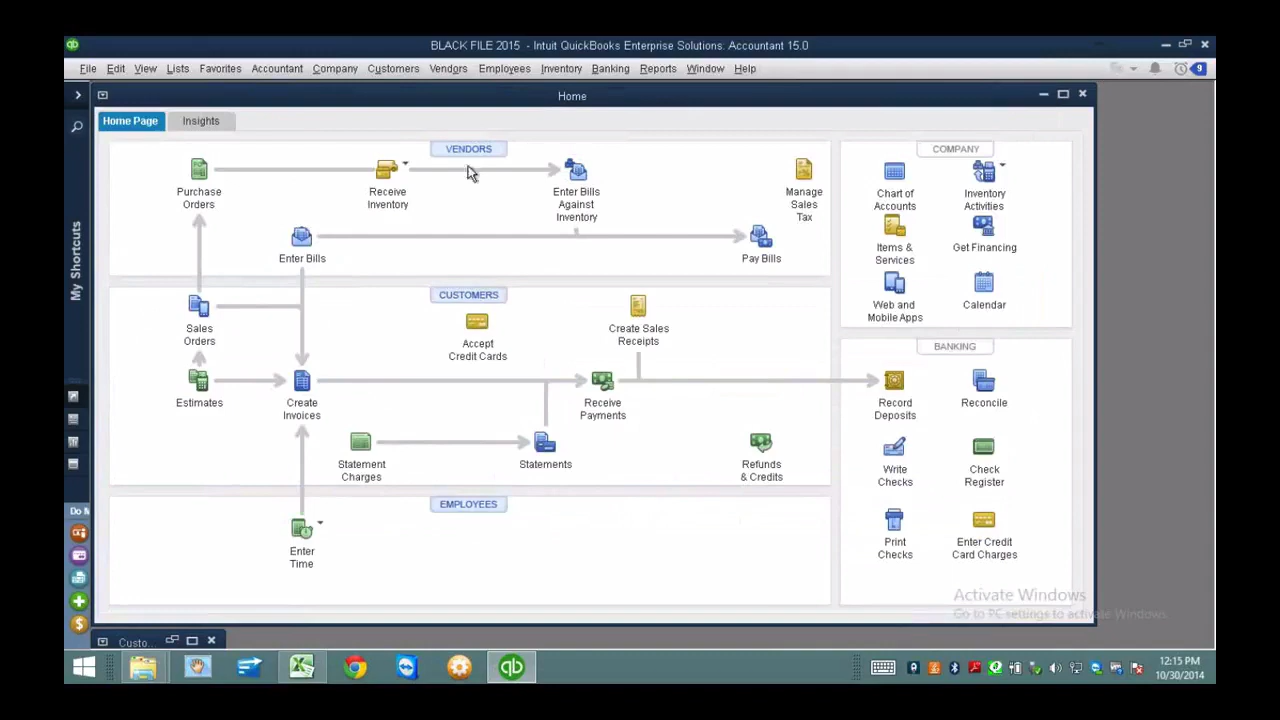 BLACK FILE 2015 - Intuit QuickBooks Enterprise Solutions: Accountant 15.0
File Edit View Lists Favorites Accountant Company Customers Vendors Employees Inventory Banking Reports Window Help
9
Home
Home Page Insights
My Shortcuts
Do M
VENDORS
Purchase
Orders
Receive
Inventory
Enter Bills
Against
Inventory
Manage
Sales
Tax
Enter Bills
Pay Bills
CUSTOMERS
Sales
Orders
Accept
Credit Cards
Create Sales
Receipts
Estimates
Create
Invoices
Receive
Payments
Statement
Charges
Statements
Refunds
& Credits
EMPLOYEES
Enter
Time
COMPANY
Chart of
Accounts
Inventory
Activities
Items &
Services
Get Financing
Web and
Mobile Apps
Calendar
BANKING
Record
Deposits
Reconcile
Write
Checks
Check
Register
Print
Checks
Enter Credit
Card Charges
Activate Windows
Go to PC settings to activate Windows.
Custo...
qb
12:15 PM
10/30/2014